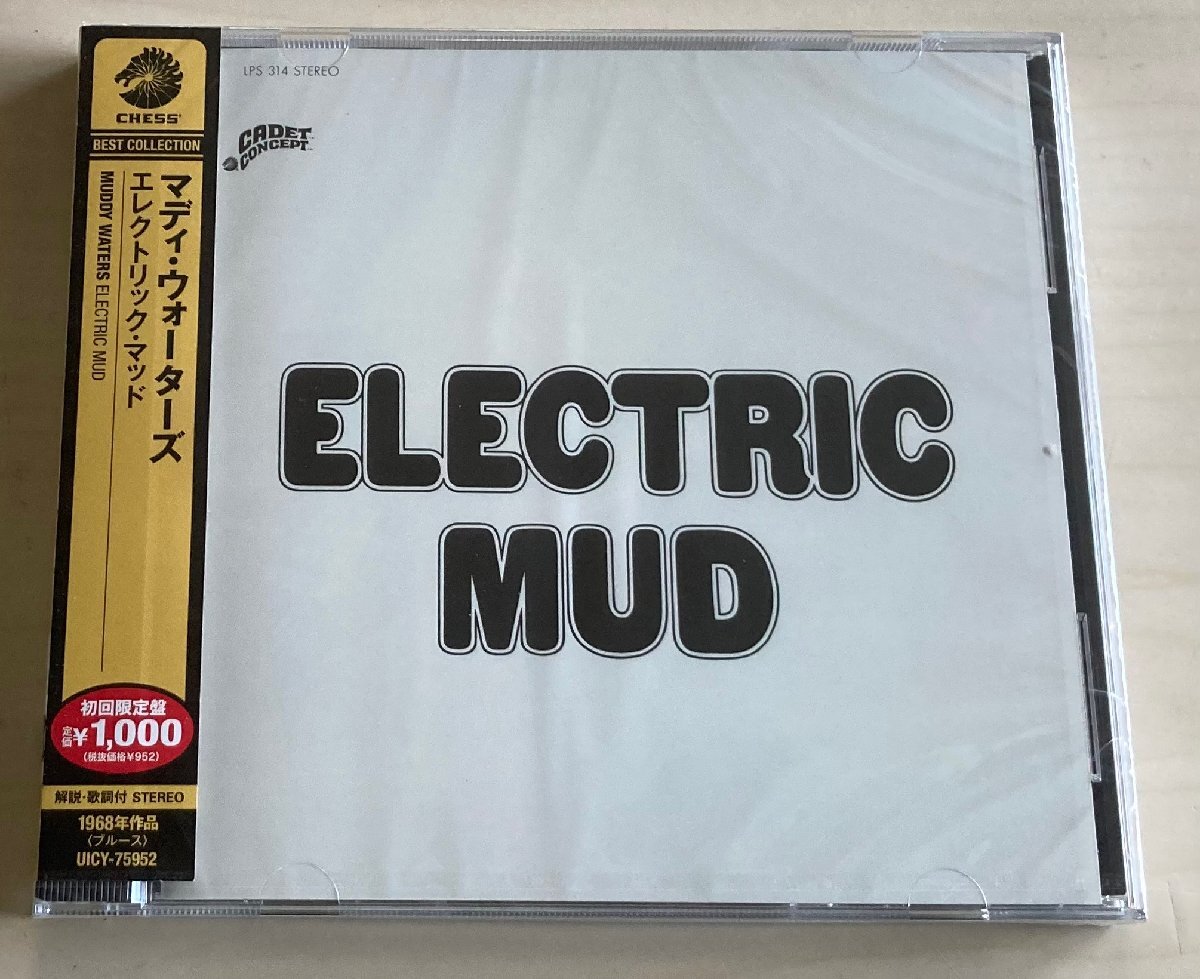 CHESS
BEST COLLECTION
マディ・ウォーターズ
エレクトリック・マッド
MUDDY WATERS ELECTRIC MUD
初回限定盤
定価¥1,000
(税抜価格¥952)
解説・歌詞付 STEREO
1968年作品
〈ブルース〉
UICY-75952
LPS 314 STEREO
CADET
CONCEPT
ELECTRIC
MUD